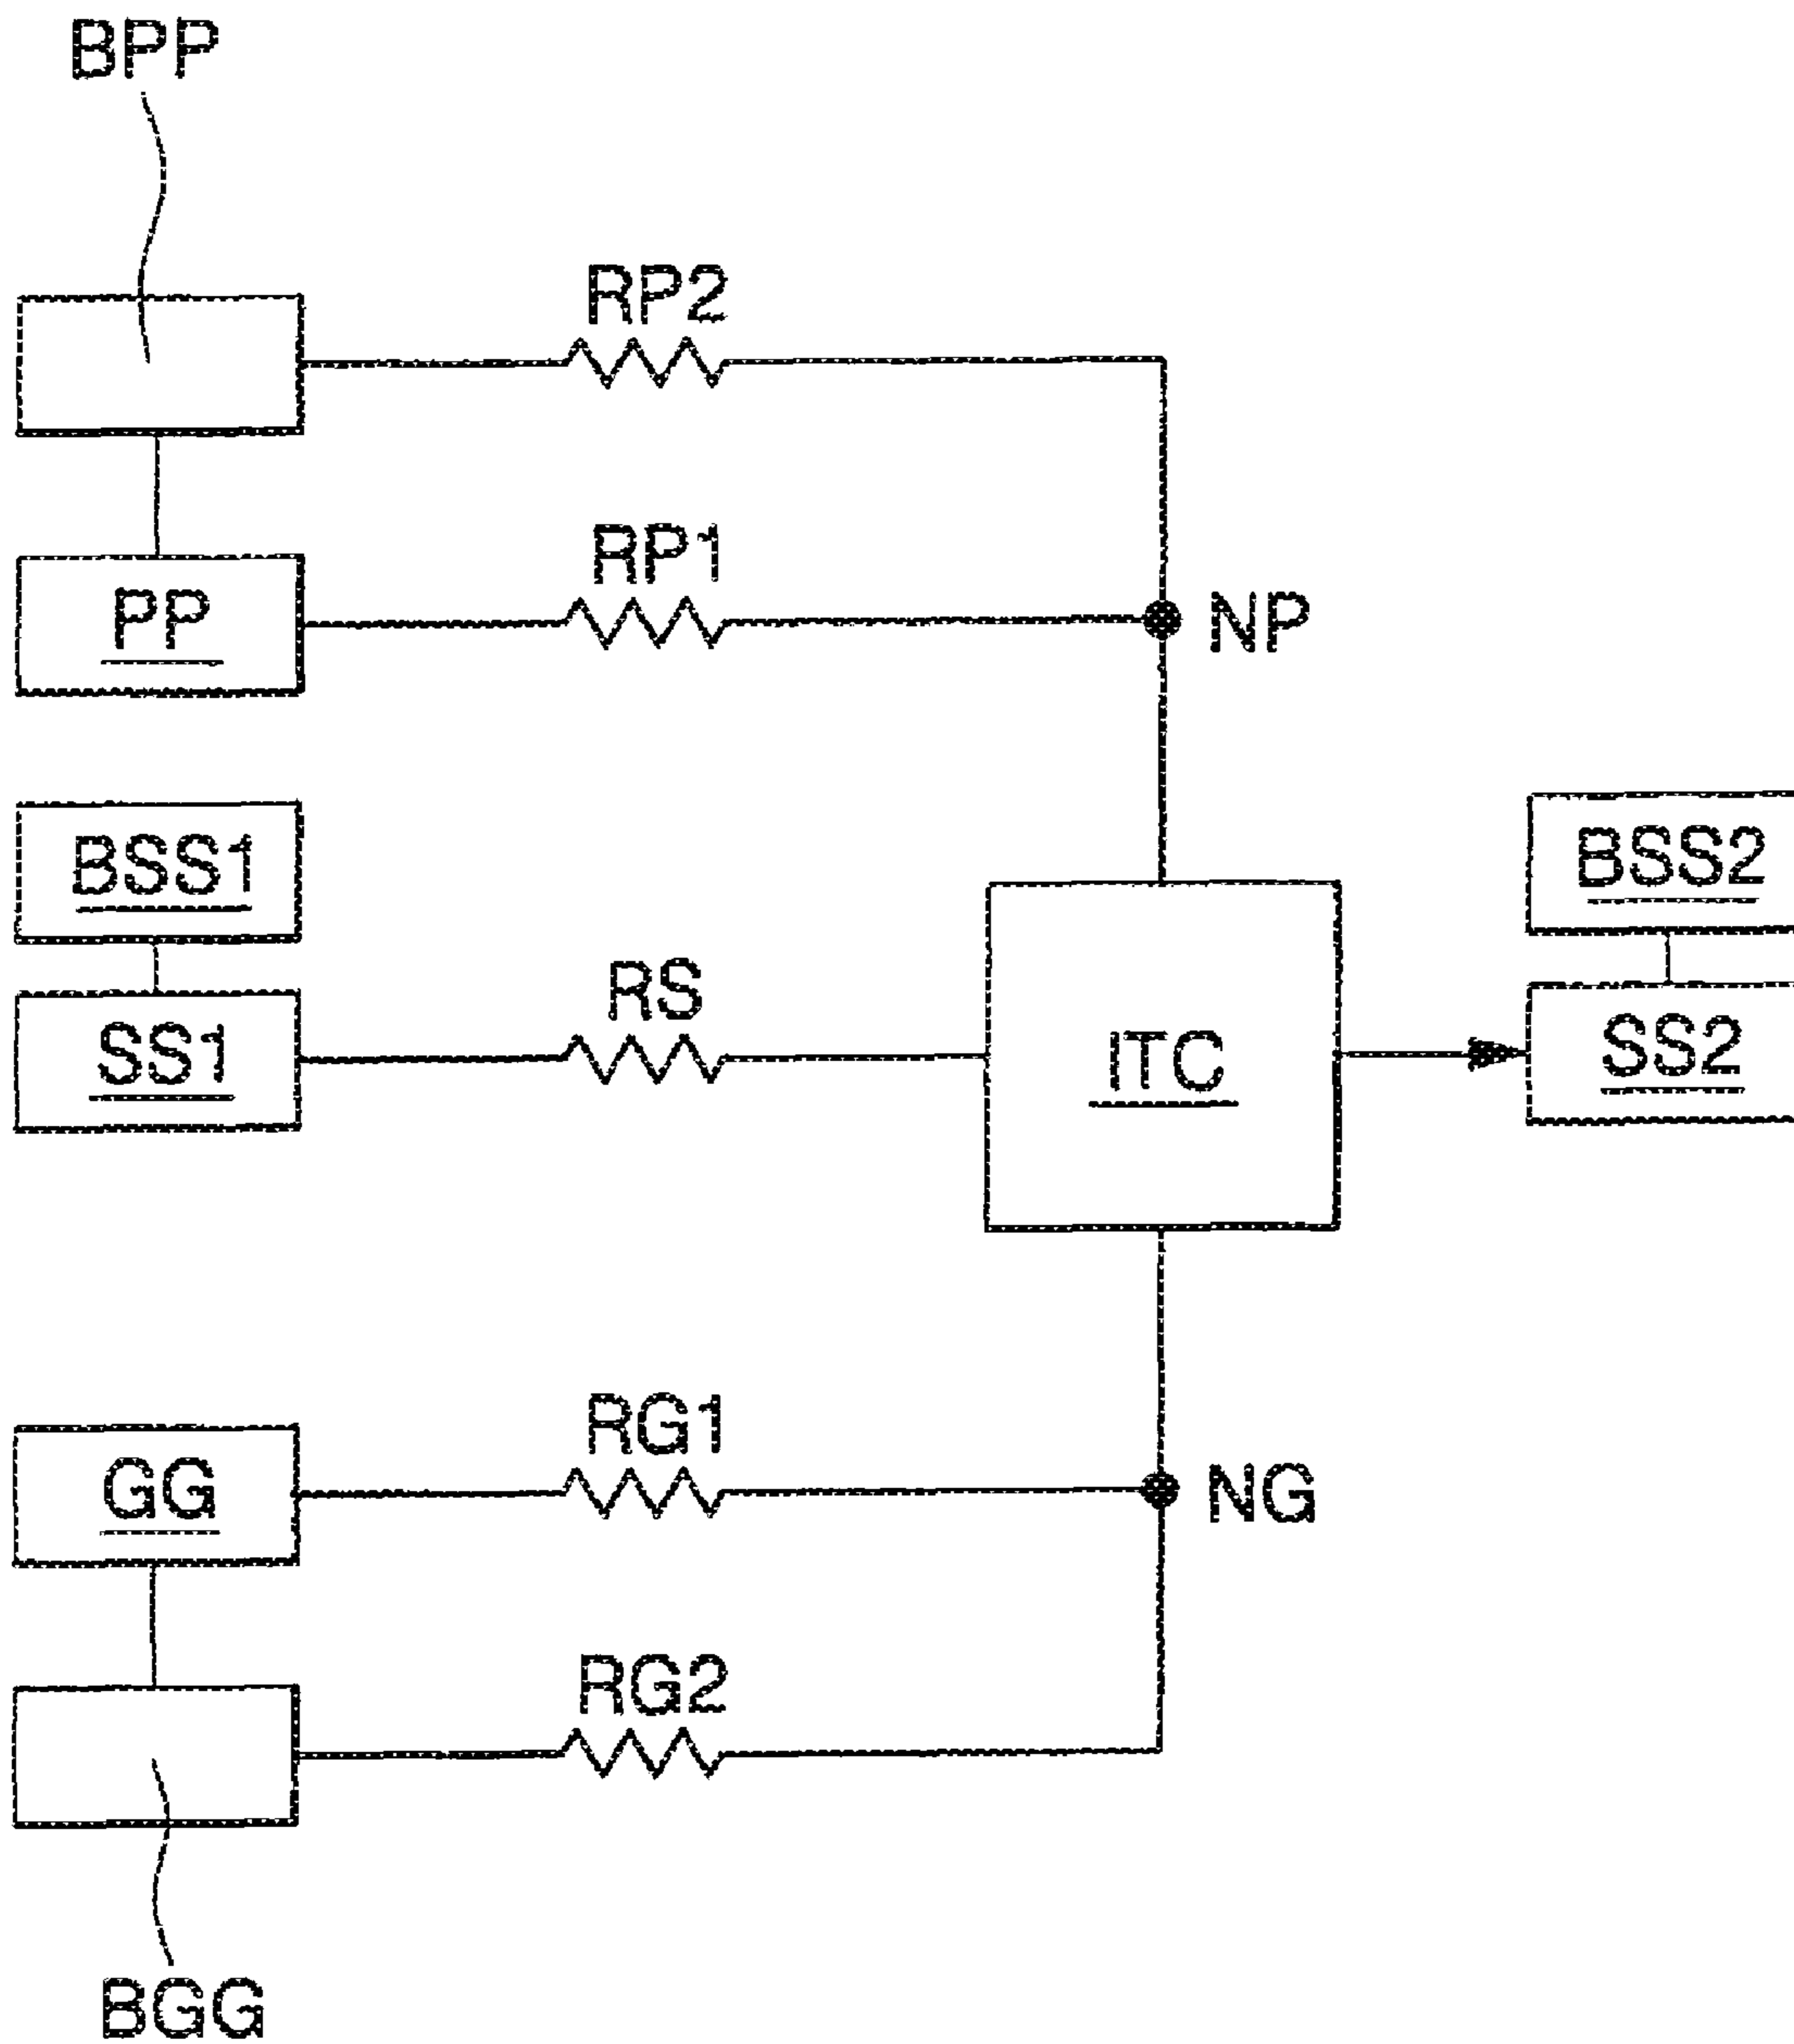 BPP
RP2
RP1
PP
NP
BSS1
BSS2
RS
SS1
ITC
SS2
RG1
GG
NG
RG2
BGG